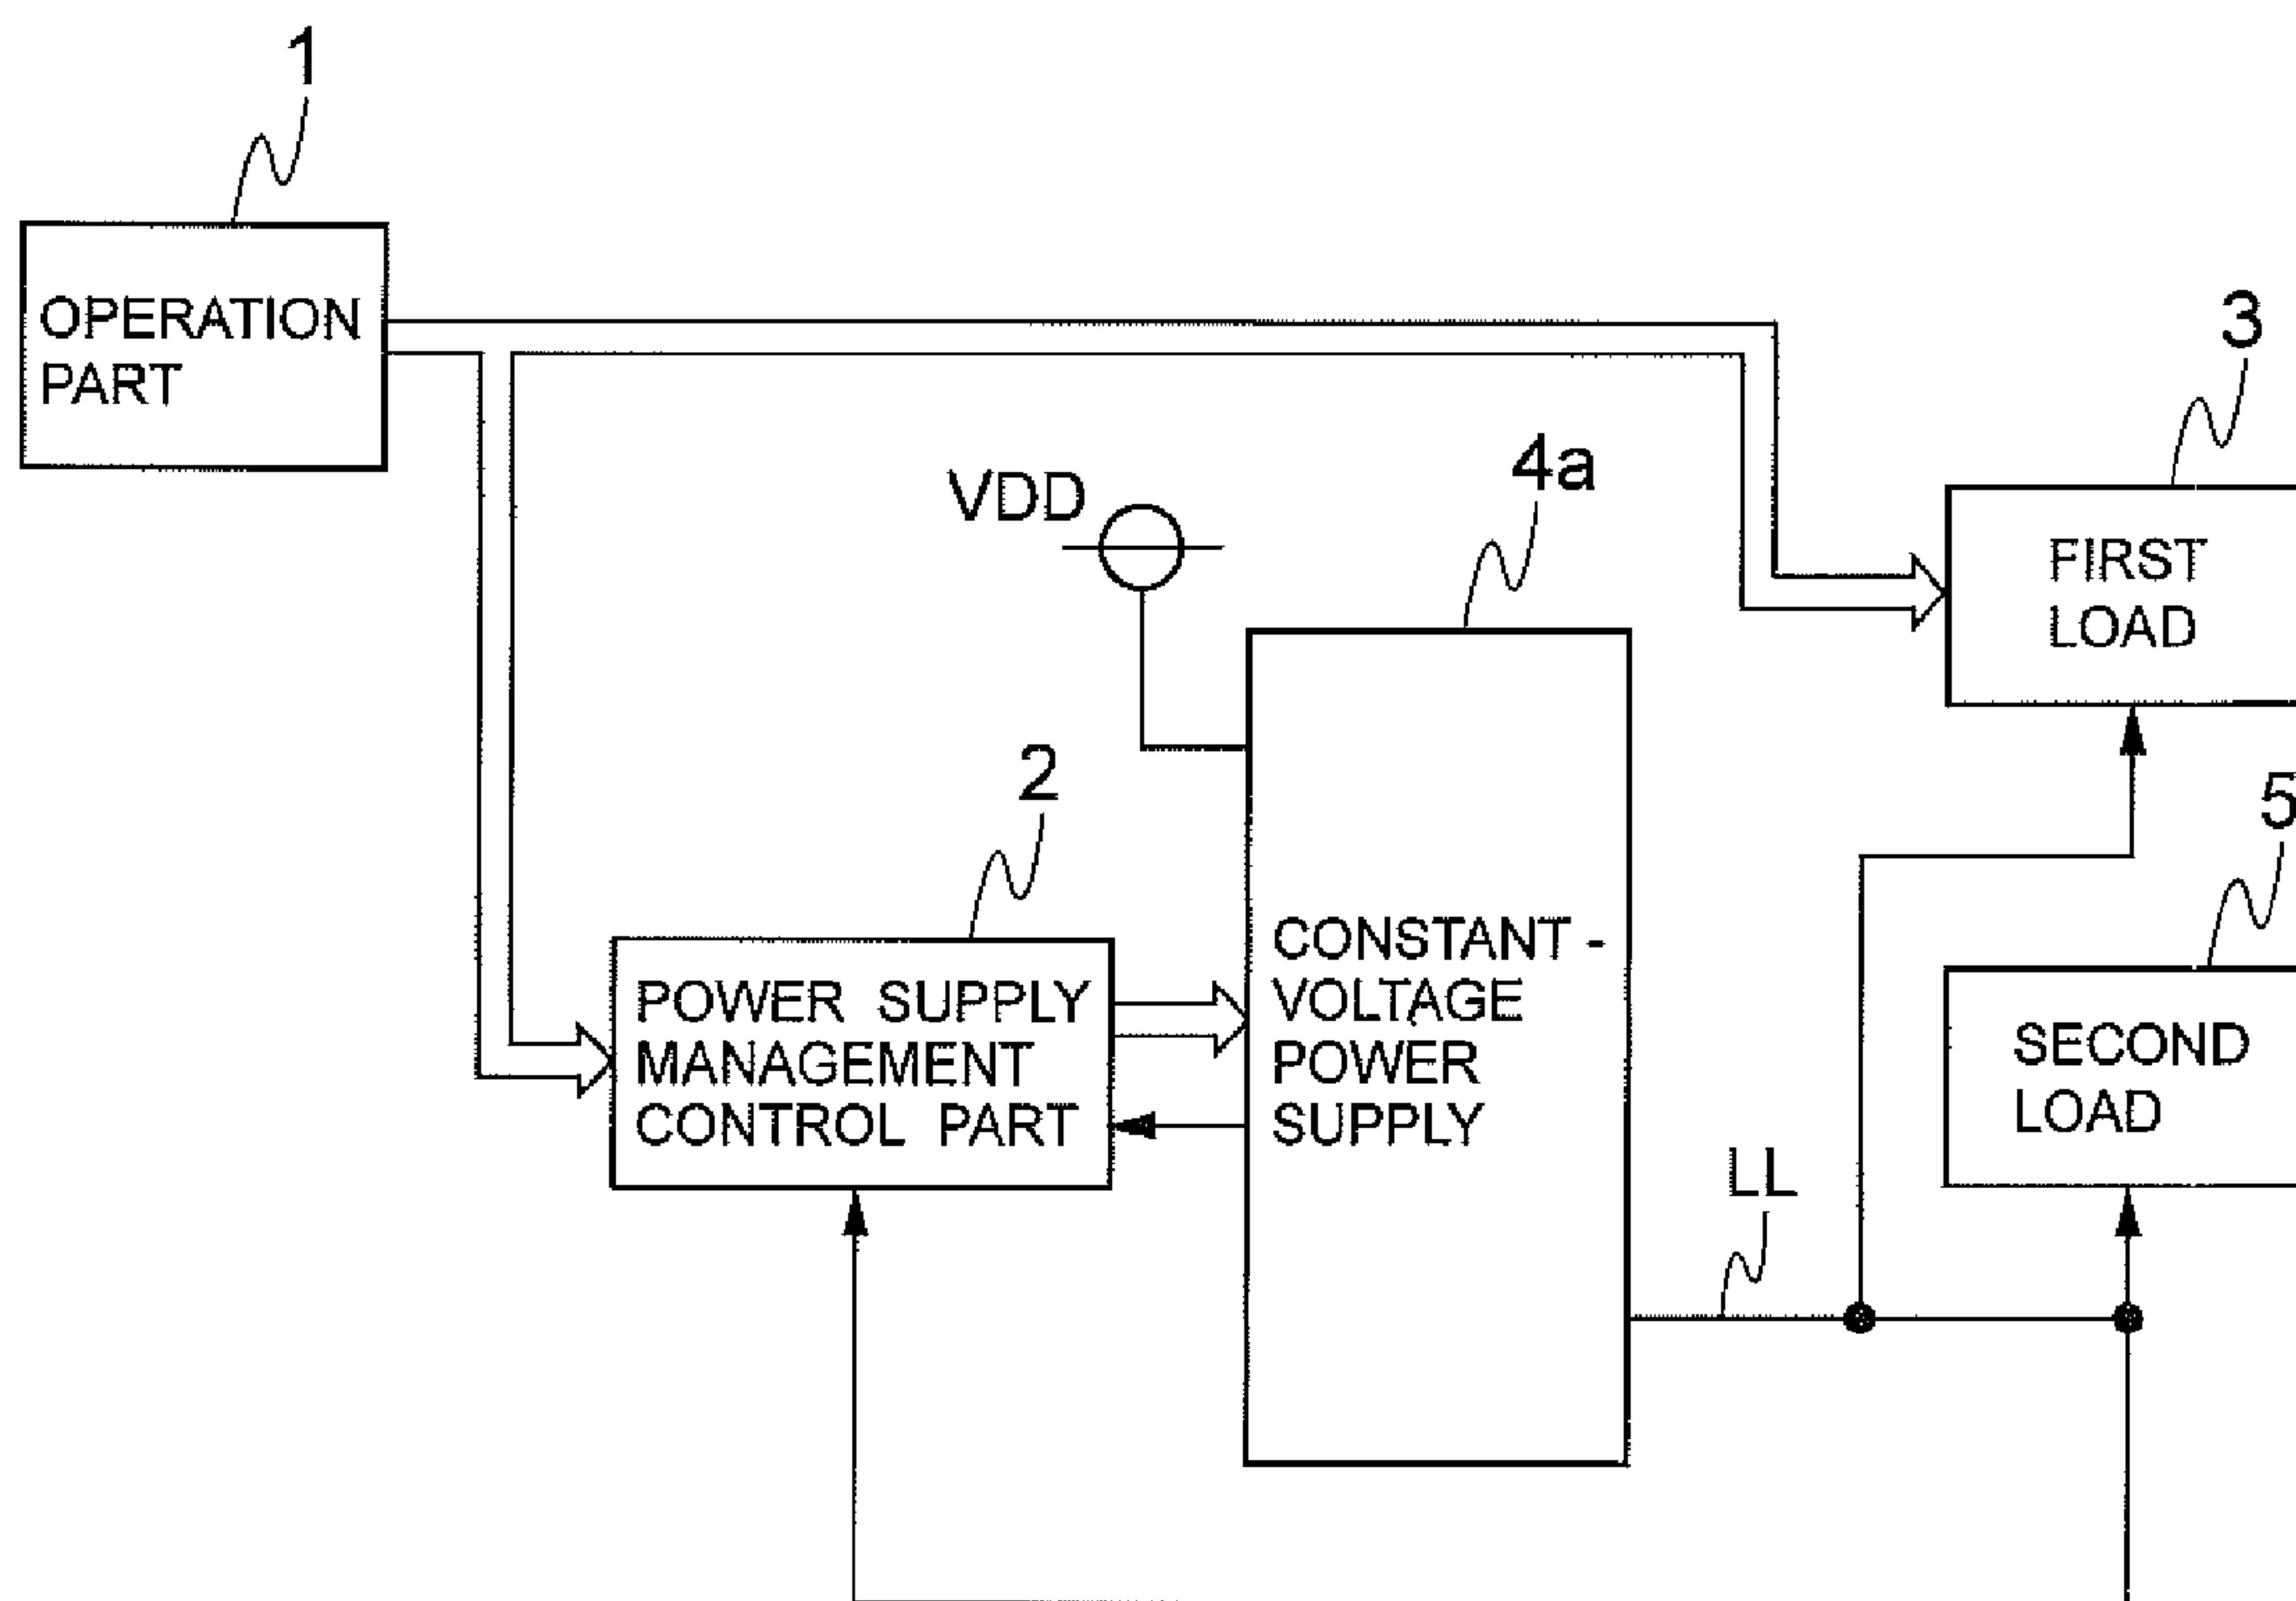 1
OPERATION
PART
3
4a
VDD
FIRST
LOAD
2
5
CONSTANT -
VOLTAGE
POWER
SUPPLY
POWER SUPPLY
MANAGEMENT
CONTROL PART
SECOND
LOAD
LL